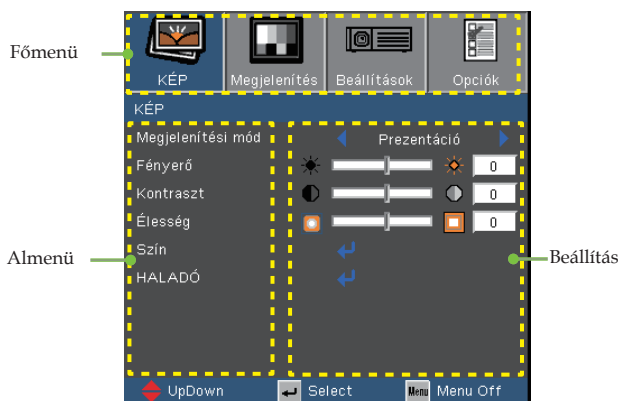 Főmenü
KÉP Megjelenítés Beállítások Opciók
KÉP
Megjelenítési mód Prezentáció
Fényerő 0
Kontraszt 0
Élesség 0
Szín
Almenü
Beállítás
HALADÓ
UpDown Select Menu Menu Off